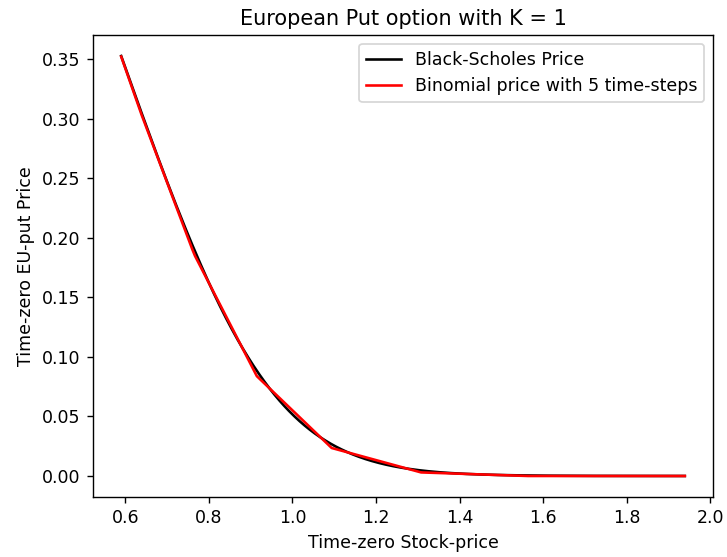 European Put option with K = 1
Black-Scholes Price
Binomial price with 5 time-steps
Time-zero EU-put Price
0.35
0.30
0.25
0.20
0.15
0.10
0.05
0.00
0.6 0.8 1.0 1.2 1.4 1.6 1.8 2.0
Time-zero Stock-price